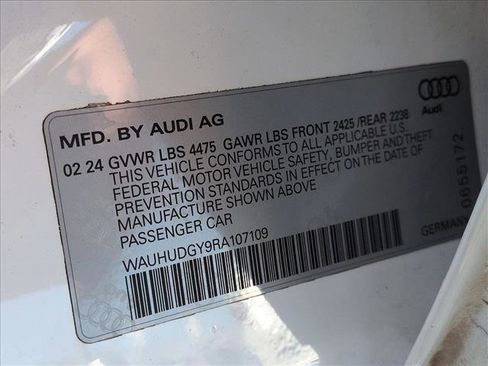 MFD. BY AUDI AG
Audi
02 24 GVWR LBS 4475 GAWR LBS FRONT 2425 /REAR 2238
THIS VEHICLE CONFORMS TO ALL APPLICABLE U.S.
FEDERAL MOTOR VEHICLE SAFETY, BUMPER AND THEFT
PREVENTION STANDARDS IN EFFECT ON THE DATE OF
MANUFACTURE SHOWN ABOVE
PASSENGER CAR
WAUHUDGY9RA107109
GERMANY
0655172